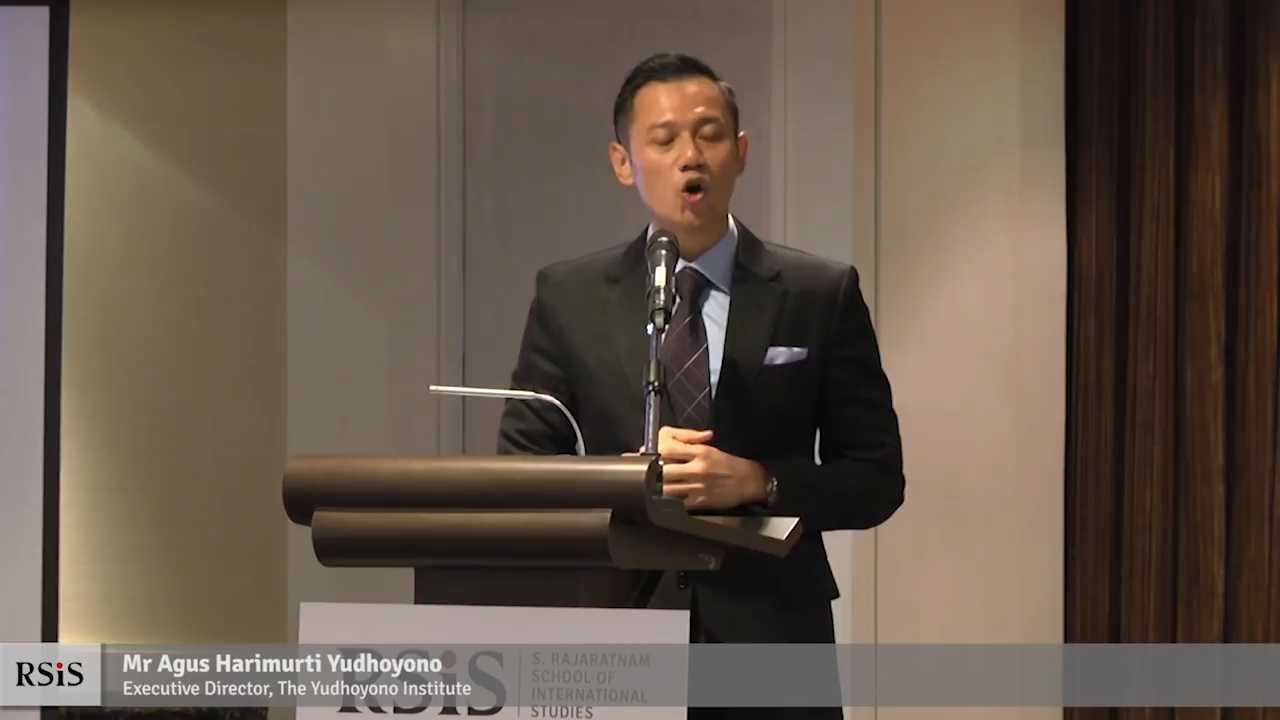 RSiS
Mr Agus Harimurti Yudhoyono
Executive Director, The Yudhoyono Institute
RSiS
S. RAJARATNAM
SCHOOL OF
INTERNATIONAL
STUDIES